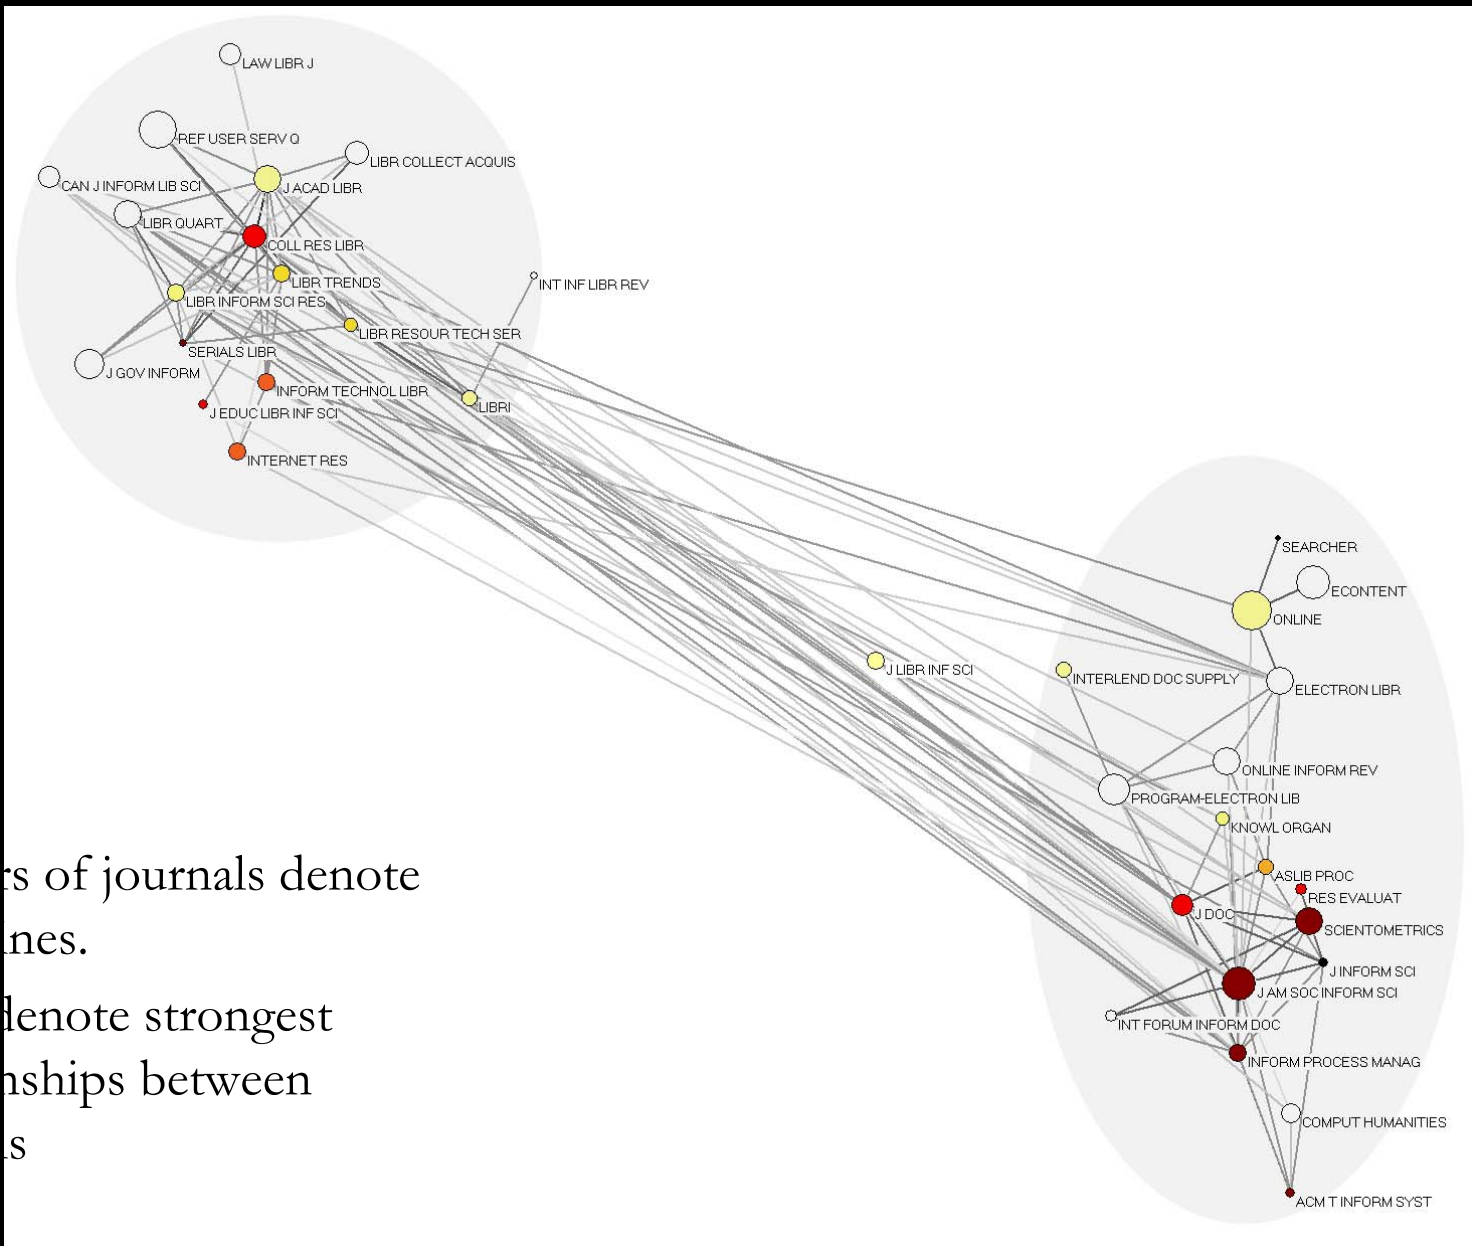 LAW LIBR J
REF USER SERV Q
LIBR COLLECT ACQUIS
CAN J INFORM LIB SCI
J ACAD LIBR
LIBR QUART
COLL RES LIBR
LIBR TRENDS
INT INF LIBR REV
LIBR INFORM SCI RES
LIBR RESOUR TECH SER
SERIALS LIBR
J GOV INFORM
INFORM TECHNOL LIBR
LIBRI
J EDUC LIBR INF SCI
INTERNET RES
SEARCHER
ECONTENT
ONLINE
J LIBR INF SCI
INTERLEND DOC SUPPLY
ELECTRON LIBR
ONLINE INFORM REV
PROGRAM-ELECTRON LIB
KNOWL ORGAN
ASLIB PROC
RES EVALUAT
J DOC
SCIENTOMETRICS
J INFORM SCI
J AM SOC INFORM SCI
INT FORUM INFORM DOC
INFORM PROCESS MANAG
COMPUT HUMANITIES
ACM T INFORM SYST
rs of journals denote
ines.
denote strongest
nships between
ls